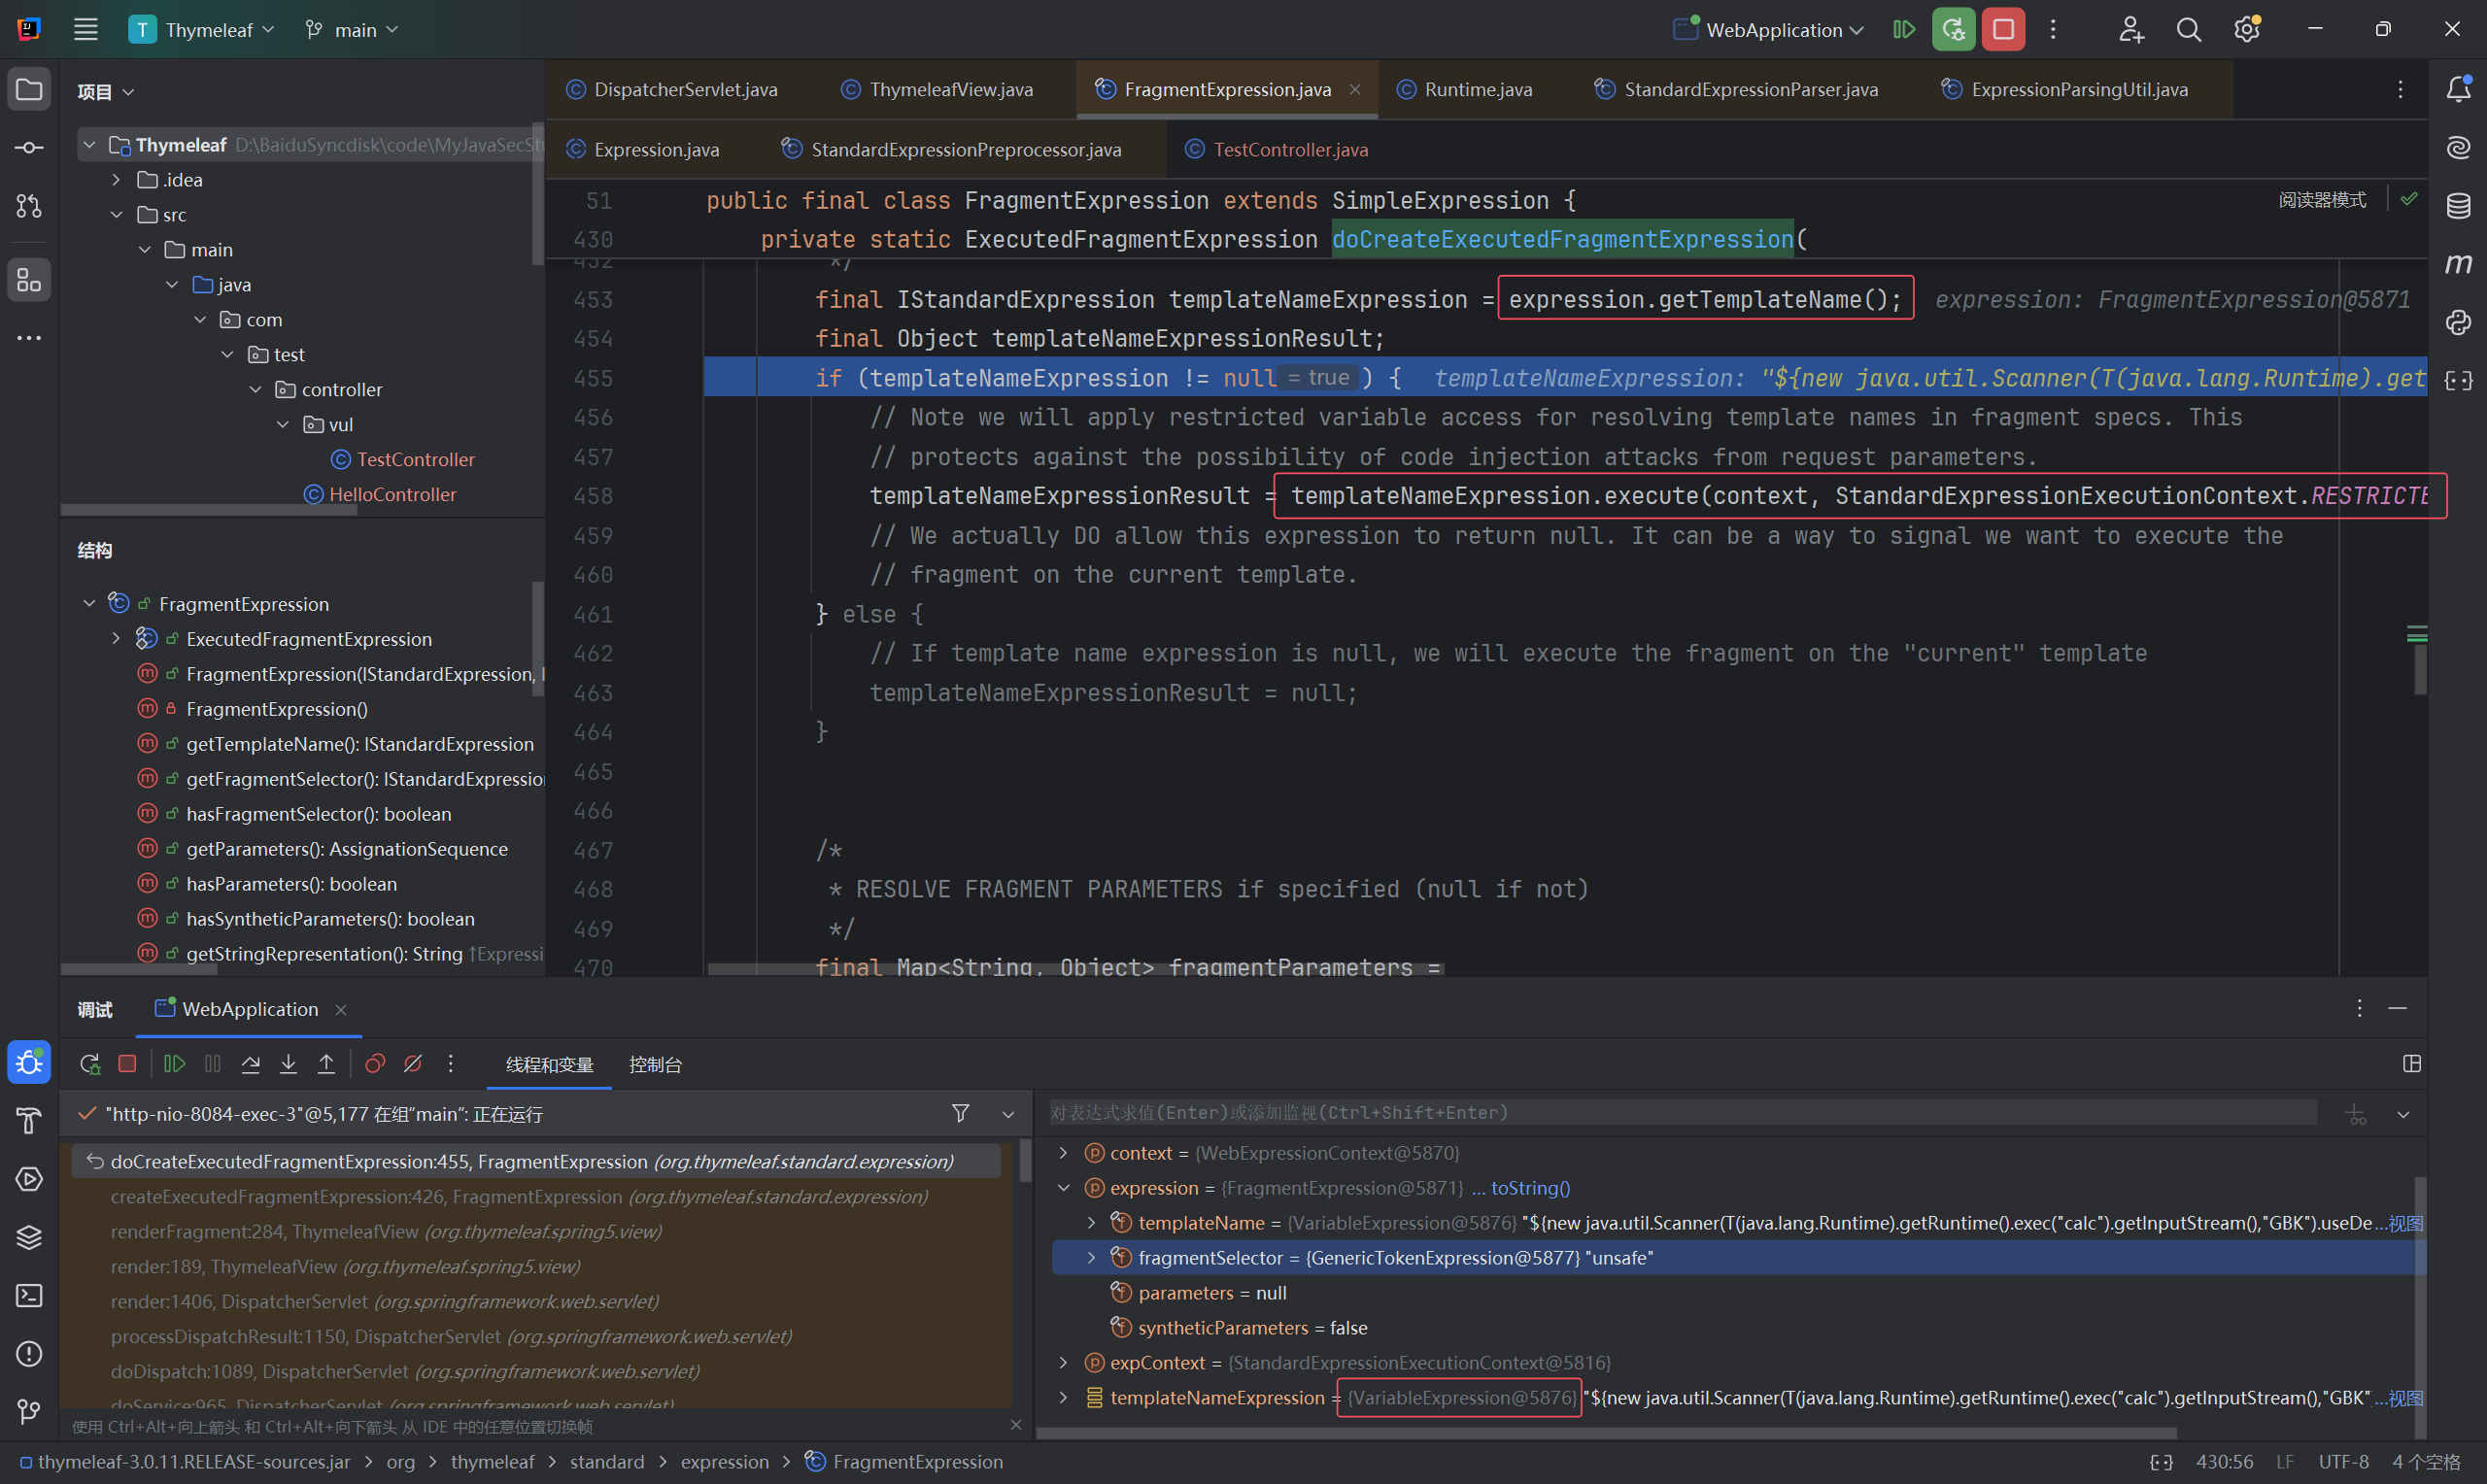 T Thymeleaf main WebApplication
项目
Thymeleaf D:\BaiduSyncdisk\code\MyJavaSecStu
.idea
src
main
java
com
test
controller
vul
TestController
HelloController
结构
FragmentExpression
ExecutedFragmentExpression
FragmentExpression(IStandardExpression,
FragmentExpression()
getTemplateName(): IStandardExpression
getFragmentSelector(): IStandardExpression
hasFragmentSelector(): boolean
getParameters(): AssignationSequence
hasParameters(): boolean
hasSyntheticParameters(): boolean
getStringRepresentation(): String ↑Expressi
DispatcherServlet.java ThymeleafView.java FragmentExpression.java Runtime.java StandardExpressionParser.java ExpressionParsingUtil.java
Expression.java StandardExpressionPreprocessor.java TestController.java
阅读器模式
51 public final class FragmentExpression extends SimpleExpression {
430 private static ExecutedFragmentExpression doCreateExecutedFragmentExpression(
452 */
453 final IStandardExpression templateNameExpression = expression.getTemplateName(); expression: FragmentExpression@5871
454 final Object templateNameExpressionResult;
455 if (templateNameExpression != null = true ) { templateNameExpression: "${new java.util.Scanner(T(java.lang.Runtime).get
456 // Note we will apply restricted variable access for resolving template names in fragment specs. This
457 // protects against the possibility of code injection attacks from request parameters.
458 templateNameExpressionResult = templateNameExpression.execute(context, StandardExpressionExecutionContext.RESTRICTE
459 // We actually DO allow this expression to return null. It can be a way to signal we want to execute the
460 // fragment on the current template.
461 } else {
462 // If template name expression is null, we will execute the fragment on the "current" template
463 templateNameExpressionResult = null;
464 }
465
466
467 /*
468 * RESOLVE FRAGMENT PARAMETERS if specified (null if not)
469 */
470 final Map<String, Object> fragmentParameters =
调试 WebApplication
线程和变量 控制台
"http-nio-8084-exec-3"@5,177 在组"main": 正在运行
doCreateExecutedFragmentExpression:455, FragmentExpression (org.thymeleaf.standard.expression)
createExecutedFragmentExpression:426, FragmentExpression (org.thymeleaf.standard.expression)
renderFragment:284, ThymeleafView (org.thymeleaf.spring5.view)
render:189, ThymeleafView (org.thymeleaf.spring5.view)
render:1406, DispatcherServlet (org.springframework.web.servlet)
processDispatchResult:1150, DispatcherServlet (org.springframework.web.servlet)
doDispatch:1089, DispatcherServlet (org.springframework.web.servlet)
doService:965, DispatcherServlet (org.springframework.web.servlet)
使用 Ctrl+Alt+向上箭头 和 Ctrl+Alt+向下箭头 从 IDE 中的任意位置切换帧
对表达式求值(Enter)或添加监视(Ctrl+Shift+Enter)
context = {WebExpressionContext@5870}
expression = {FragmentExpression@5871} ... toString()
templateName = {VariableExpression@5876} "${new java.util.Scanner(T(java.lang.Runtime).getRuntime().exec("calc").getInputStream(),"GBK").useDe...视图
fragmentSelector = {GenericTokenExpression@5877} "unsafe"
parameters = null
syntheticParameters = false
expContext = {StandardExpressionExecutionContext@5816}
templateNameExpression = {VariableExpression@5876} "${new java.util.Scanner(T(java.lang.Runtime).getRuntime().exec("calc").getInputStream(),"GBK"...视图
thymeleaf-3.0.11.RELEASE-sources.jar > org > thymeleaf > standard > expression > FragmentExpression 430:56 LF UTF-8 4 个空格